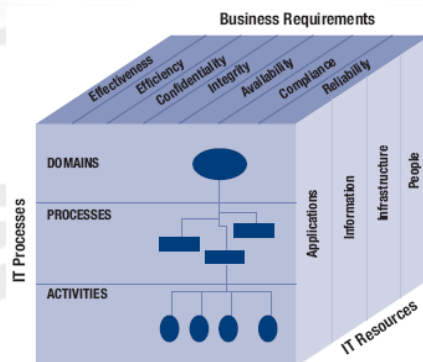 Business Requirements
Effectiveness
Efficiency
Confidentiality
Integrity
Availability
Compliance
Reliability
IT Processes
DOMAINS
PROCESSES
ACTIVITIES
Applications
Information
Infrastructure
People
IT Resources